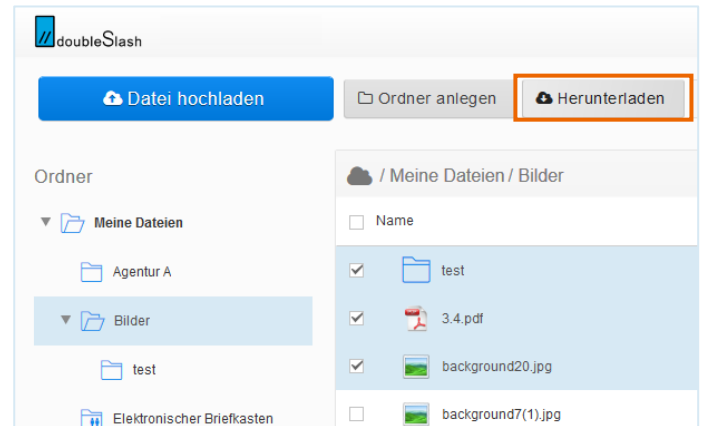 // doubleSlash
Datei hochladen
Ordner anlegen
Herunterladen
Ordner
/ Meine Dateien / Bilder
Meine Dateien
Name
Agentur A
test
Bilder
3.4.pdf
test
background20.jpg
Elektronischer Briefkasten
background7(1).jpg